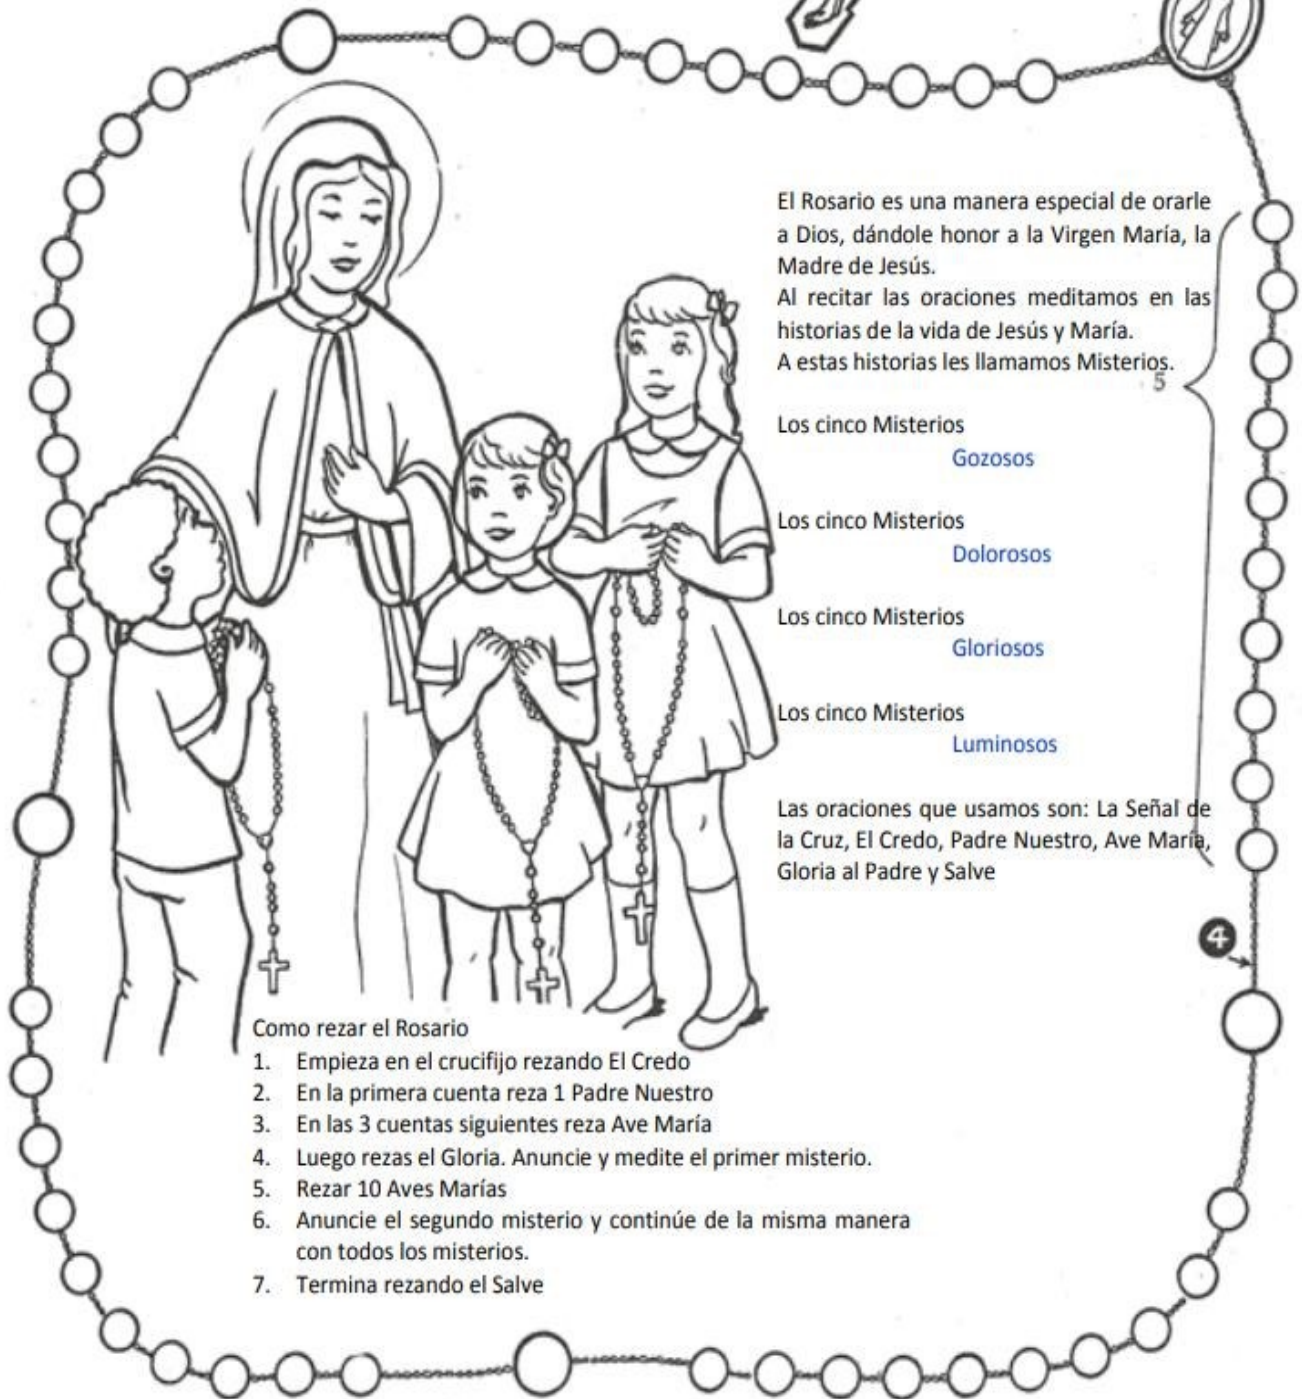 El Rosario es una manera especial de orarle
a Dios, dándole honor a la Virgen María, la
Madre de Jesús.
Al recitar las oraciones meditamos en las
historias de la vida de Jesús y María.
A estas historias les llamamos Misterios.
5
Los cinco Misterios
Gozosos
Los cinco Misterios
Dolorosos
Los cinco Misterios
Gloriosos
Los cinco Misterios
Luminosos
Las oraciones que usamos son: La Señal de
la Cruz, El Credo, Padre Nuestro, Ave María,
Gloria al Padre y Salve
4
Como rezar el Rosario
1. Empieza en el crucifijo rezando El Credo
2. En la primera cuenta reza 1 Padre Nuestro
3. En las 3 cuentas siguientes reza Ave María
4. Luego rezas el Gloria. Anuncie y medite el primer misterio.
5. Rezar 10 Aves Marías
6. Anuncie el segundo misterio y continúe de la misma manera
con todos los misterios.
7. Termina rezando el Salve